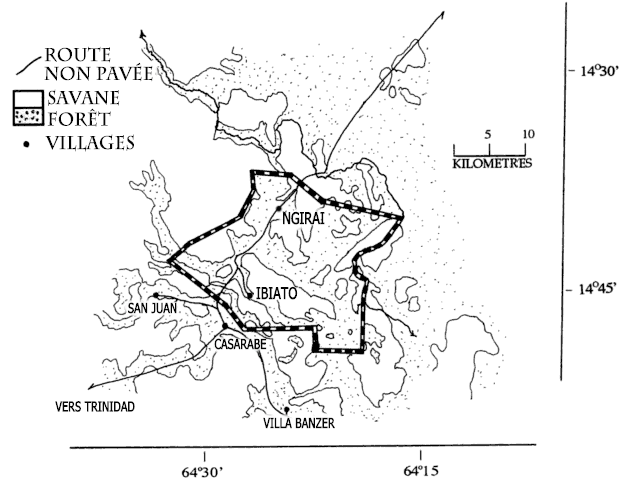 ROUTE
NON PAVÉE
SAVANE
FORÊT
VILLAGES
14°30'
5 10
KILOMETRES
NGIRAI
IBIATO
14°45'
SAN JUAN
CASARABE
VERS TRINIDAD
VILLA BANZER
64°30'
64°15